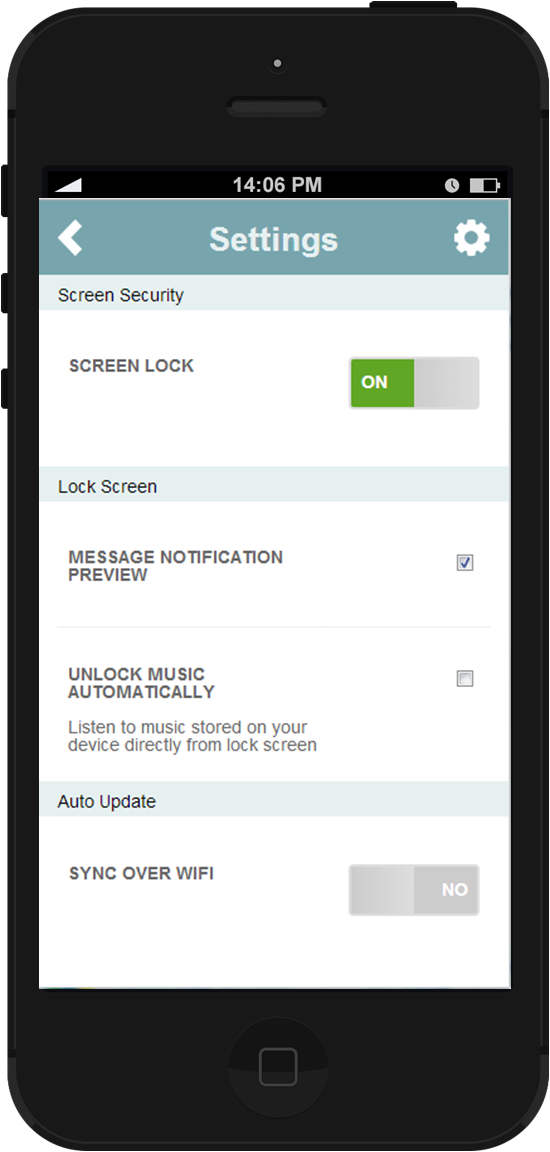 14:06 PM
Settings
Screen Security
SCREEN LOCK
ON
Lock Screen
MESSAGE NOTIFICATION
PREVIEW
UNLOCK MUSIC
AUTOMATICALLY
Listen to music stored on your
device directly from lock screen
Auto Update
SYNC OVER WIFI
NO